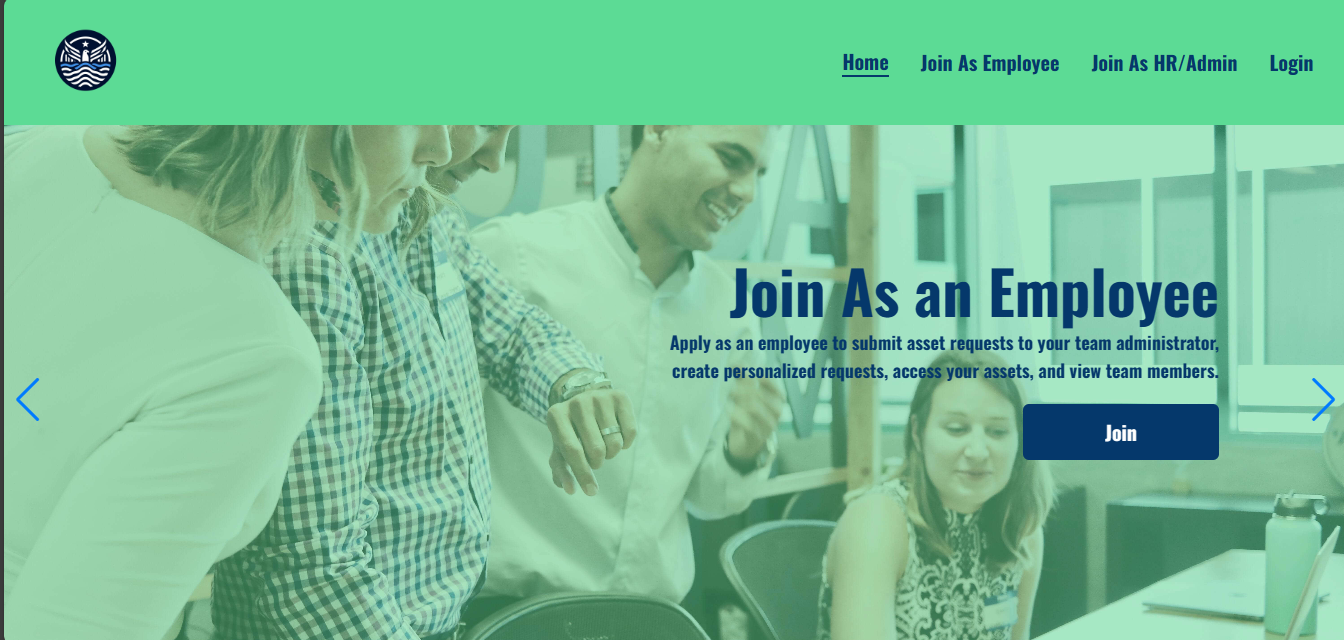 Home Join As Employee Join As HR/Admin Login
Join As an Employee
Apply as an employee to submit asset requests to your team administrator,
create personalized requests, access your assets, and view team members.
Join